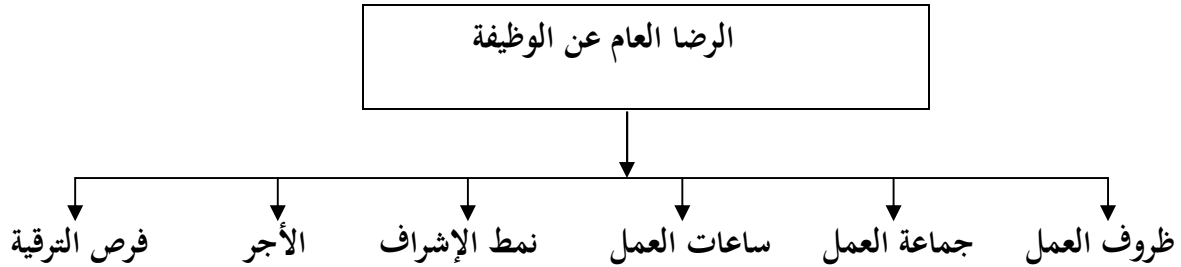 الرضا العام عن الوظيفة
ظروف العمل جماعة العمل ساعات العمل نمط الإشراف الأجر فرص الترقية